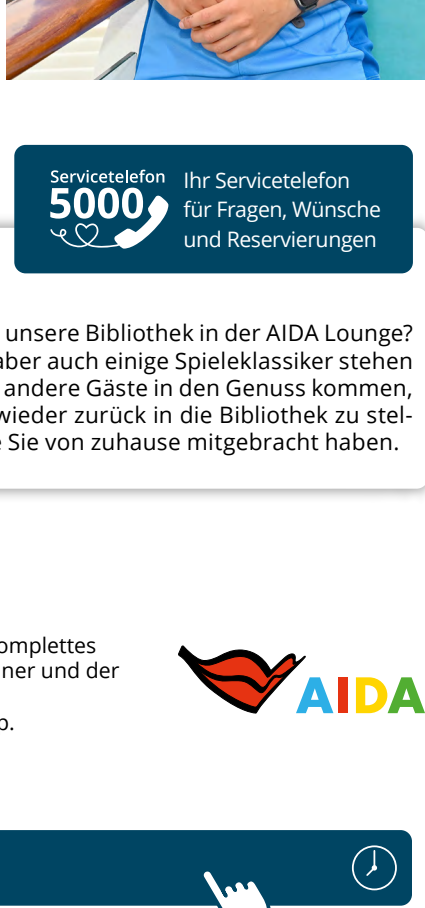 Servicetelefon
5000
Ihr Servicetelefon
für Fragen, Wünsche
und Reservierungen
unsere Bibliothek in der AIDA Lounge?
aber auch einige Spieleklassiker stehen
andere Gäste in den Genuss kommen,
wieder zurück in die Bibliothek zu stel-
Sie von zuhause mitgebracht haben.
omplettes
ner und der
AIDA